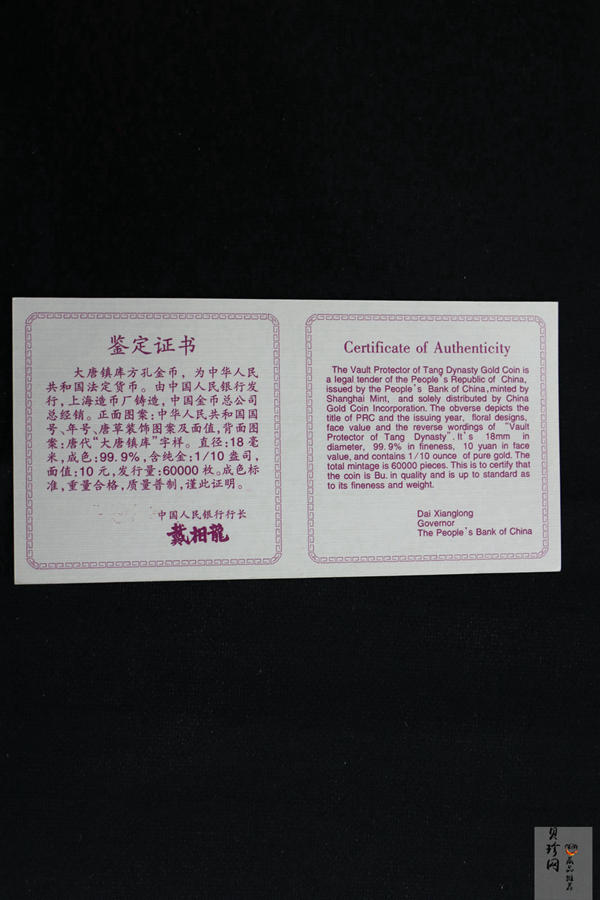 鉴定证书
大唐镇库方孔金币，为中华人民
共和国法定货币。由中国人民银行发
行，上海造币厂铸造，中国金币总公司
总经销。正面图案：中华人民共和国国
号、年号、唐草装饰图案及面值，背面图
案：唐代“大唐镇库”字样。直径：18毫
米，成色：99.9%，含纯金：1/10盎司，
面值：10元，发行量：60000枚。成色标
准，重量合格，质量普制，谨此证明。
中国人民银行行长
戴相龍
Certificate of Authenticity
The Vault Protector of Tang Dynasty Gold Coin is
a legal tender of the People's Republic of China,
issued by the People's Bank of China, minted by
Shanghai Mint, and solely distributed by China
Gold Coin Incorporation. The obverse depicts the
title of PRC and the issuing year, floral designs,
face value and the reverse wordings of "Vault
Protector of Tang Dynasty". It's 18mm in
diameter, 99.9% in fineness, 10 yuan in face
value, and contains 1/10 ounce of pure gold. The
total mintage is 60000 pieces. This is to certify that
the coin is Bu. in quality and is up to standard as
to its fineness and weight.
Dai Xianglong
Governor
The People's Bank of China
贝珍网